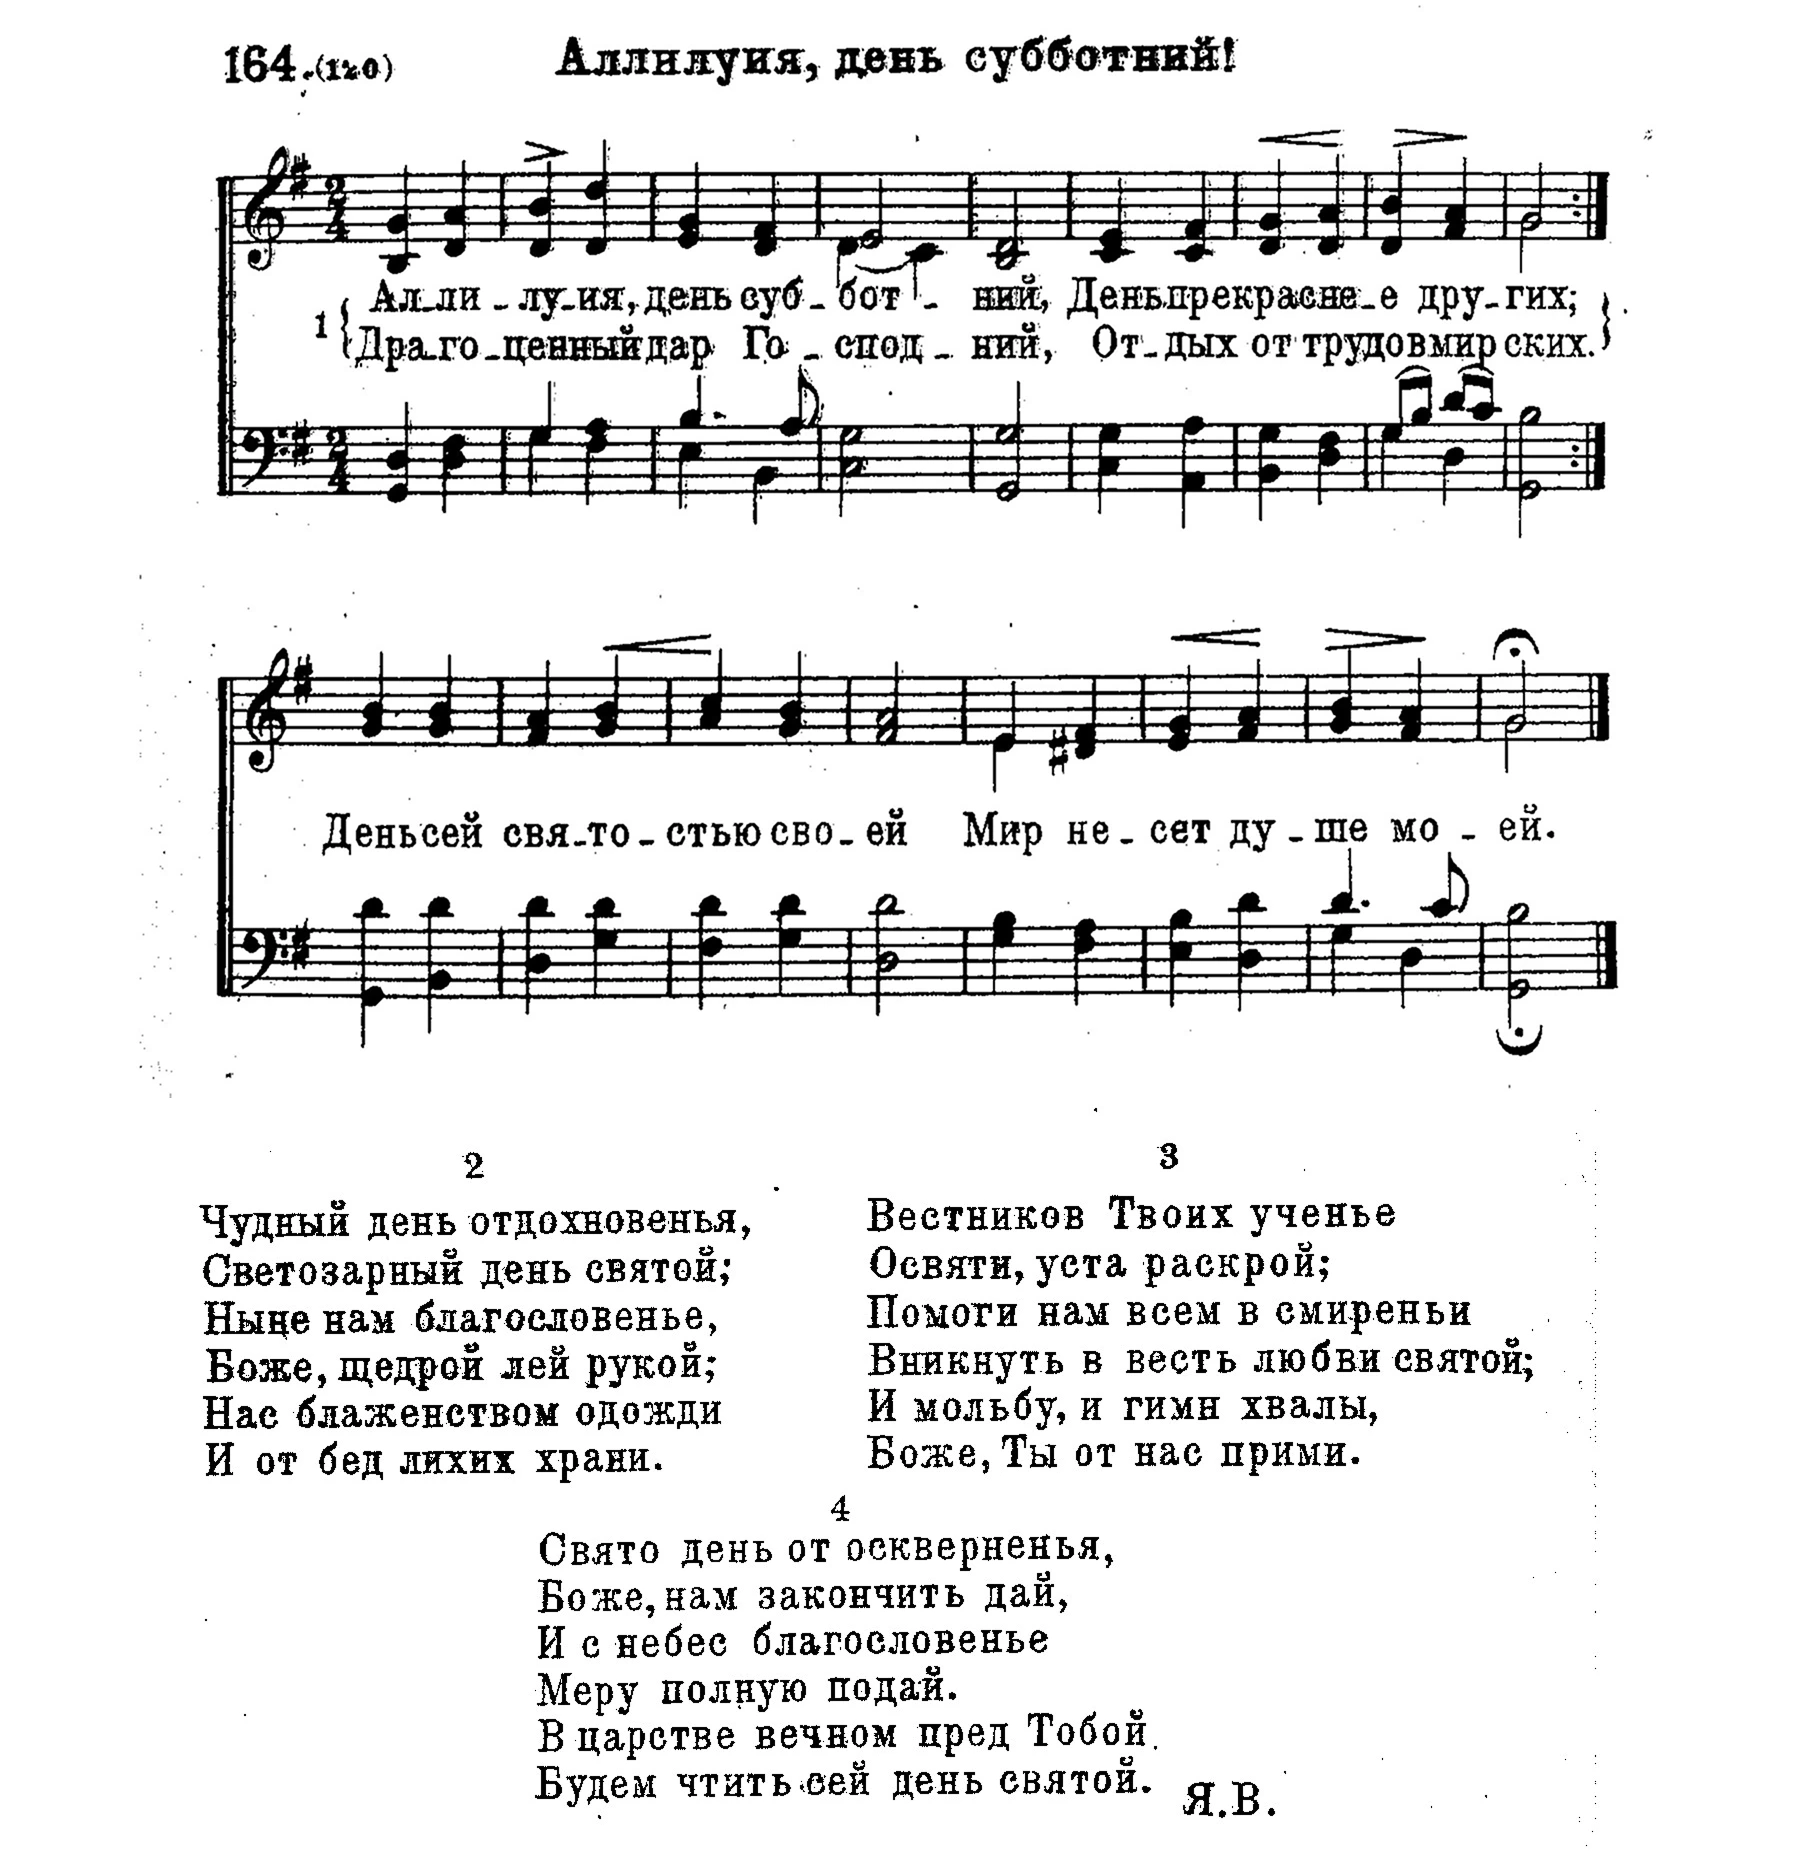 164.(120) Аллилуия, день субботний!
Ал-ли-лу-ия, день суб-бот-ний, День прекрасне-е дру-гих;
1 Дра-го-ценный дар Го-спод-ний, От-дых от трудов мирских.
День сей свя-то-стью сво-ей Мир не-сет ду-ше мо-ей.
2
Чудный день отдохновенья,
Светозарный день святой;
Ныне нам благословенье,
Боже, щедрой лей рукой;
Нас блаженством одожди
И от бед лихих храни.
3
Вестников Твоих ученье
Освяти, уста раскрой;
Помоги нам всем в смиреньи
Вникнуть в весть любви святой;
И мольбу, и гимн хвалы,
Боже, Ты от нас прими.
4
Свято день от оскверненья,
Боже, нам закончить дай,
И с небес благословенье
Меру полную подай.
В царстве вечном пред Тобой
Будем чтить сей день святой.
Я.В.